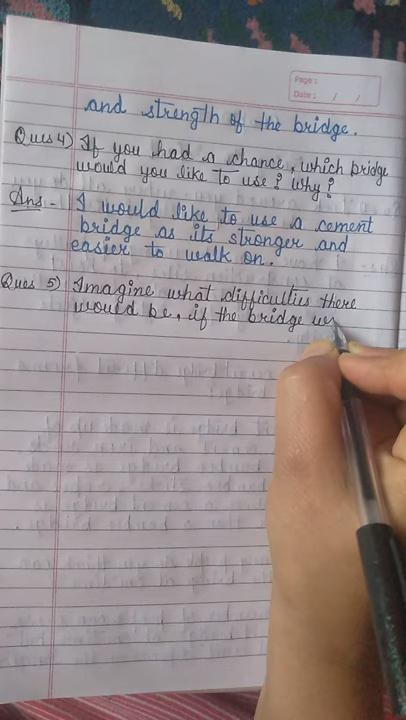 Page:
Date: / /
and strength of the bridge.
Ques 4) If you had a chance, which bridge
would you like to use? Why?
Ans - I would like to use a cement
bridge as its stronger and
easier to walk on.
Ques 5) Imagine what difficulties there
would be, if the bridge wer